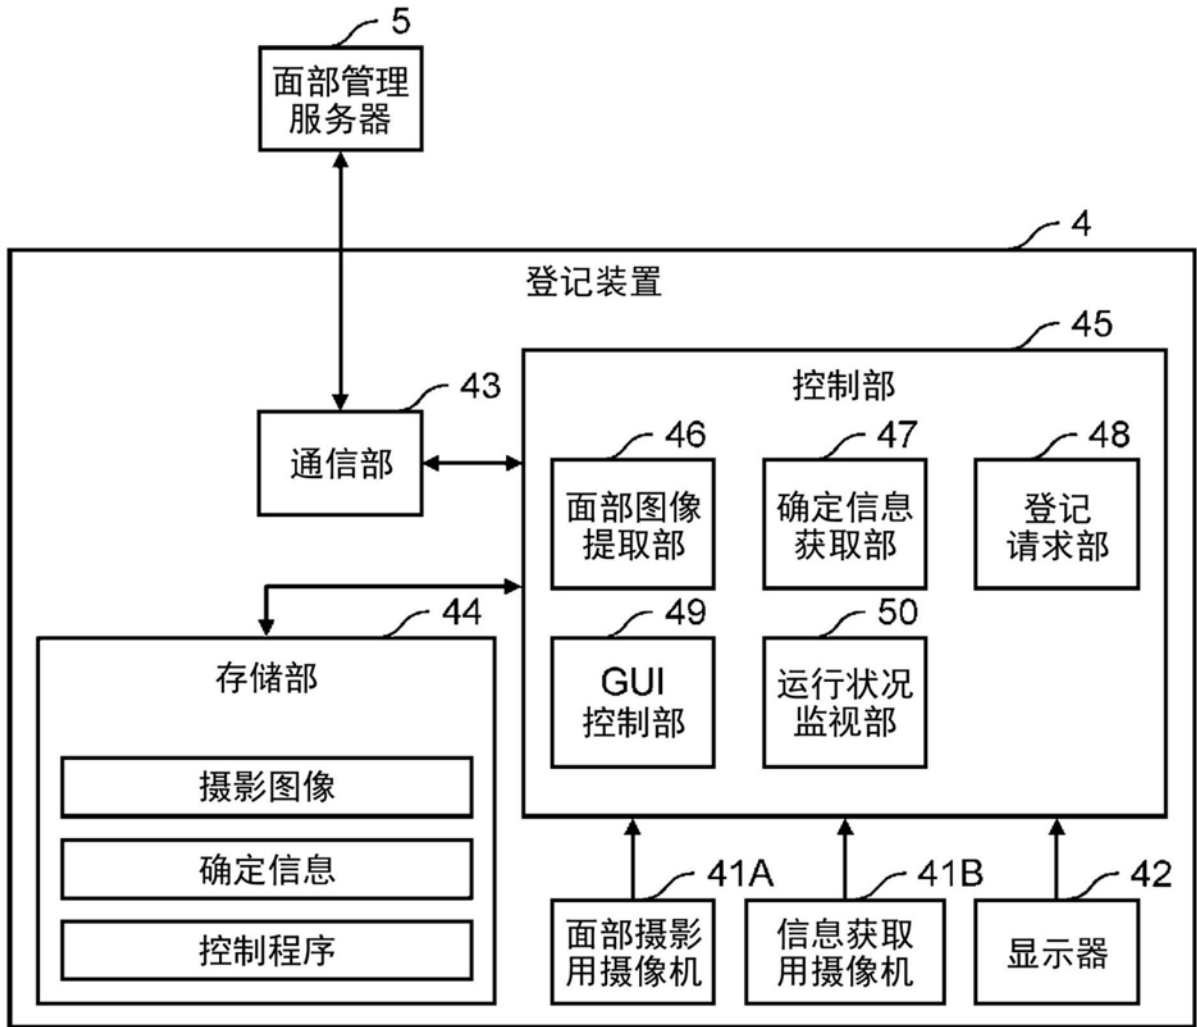 5
面部管理
服务器
4
登记装置
45
控制部
43
通信部
46
面部图像
提取部
47
确定信息
获取部
48
登记
请求部
44
存储部
49
GUI
控制部
50
运行状况
监视部
摄影图像
确定信息
控制程序
41A
面部摄影
用摄像机
41B
信息获取
用摄像机
42
显示器